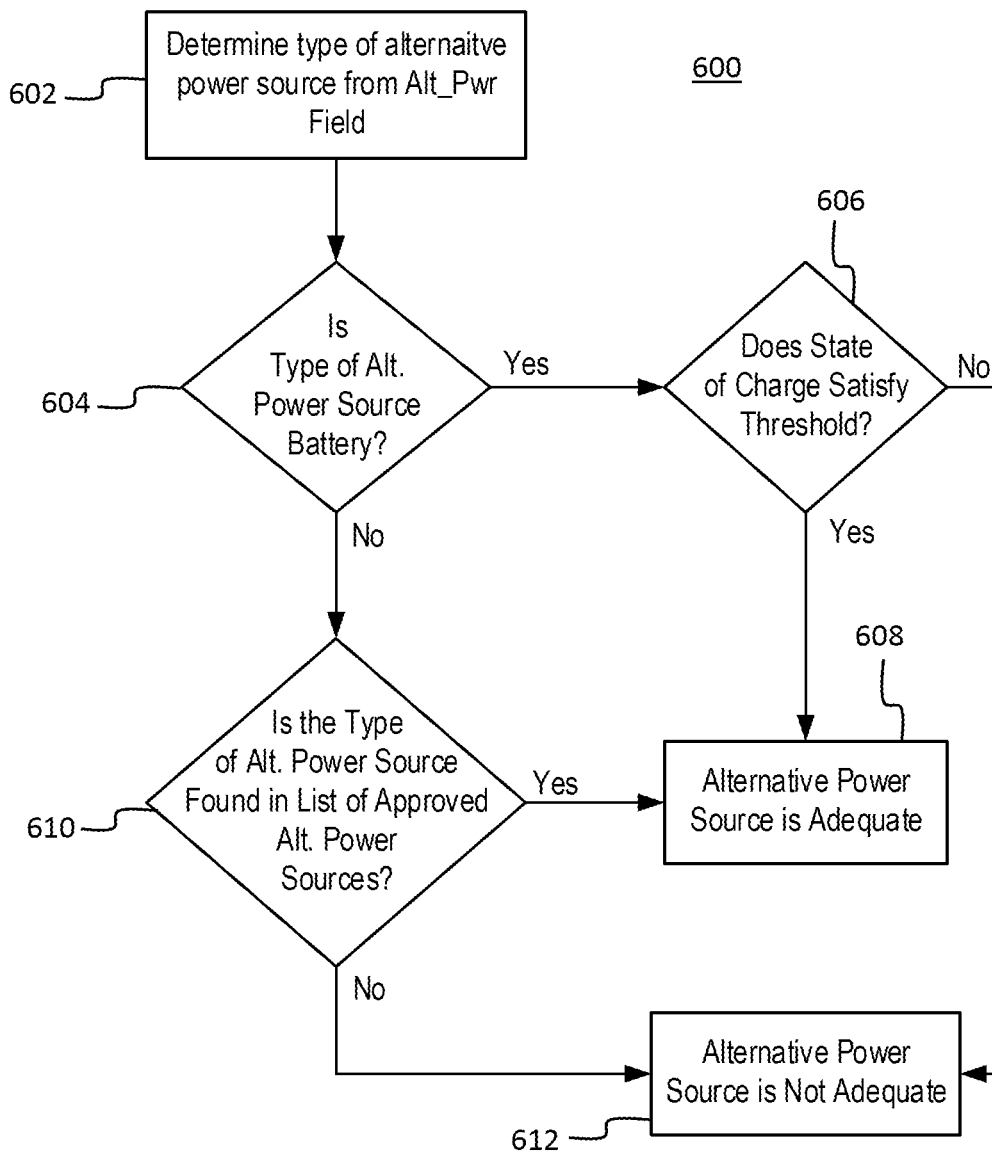 Determine type of alternaitve
power source from Alt_Pwr
Field
602
600
606
Is
Type of Alt.
Power Source
Battery?
604
Yes
Does State
of Charge Satisfy
Threshold?
No
No
Yes
608
Is the Type
of Alt. Power Source
Found in List of Approved
Alt. Power
Sources?
610
Yes
Alternative Power
Source is Adequate
No
Alternative Power
Source is Not Adequate
612